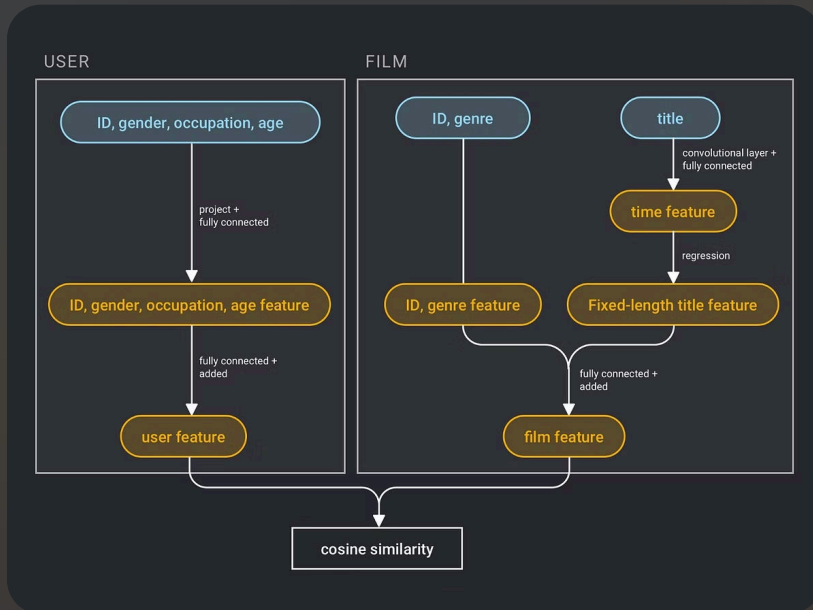 USER
FILM
ID, gender, occupation, age
ID, genre
title
convolutional layer +
fully connected
project +
fully connected
time feature
regression
ID, gender, occupation, age feature
ID, genre feature
Fixed-length title feature
fully connected +
added
fully connected +
added
user feature
film feature
cosine similarity